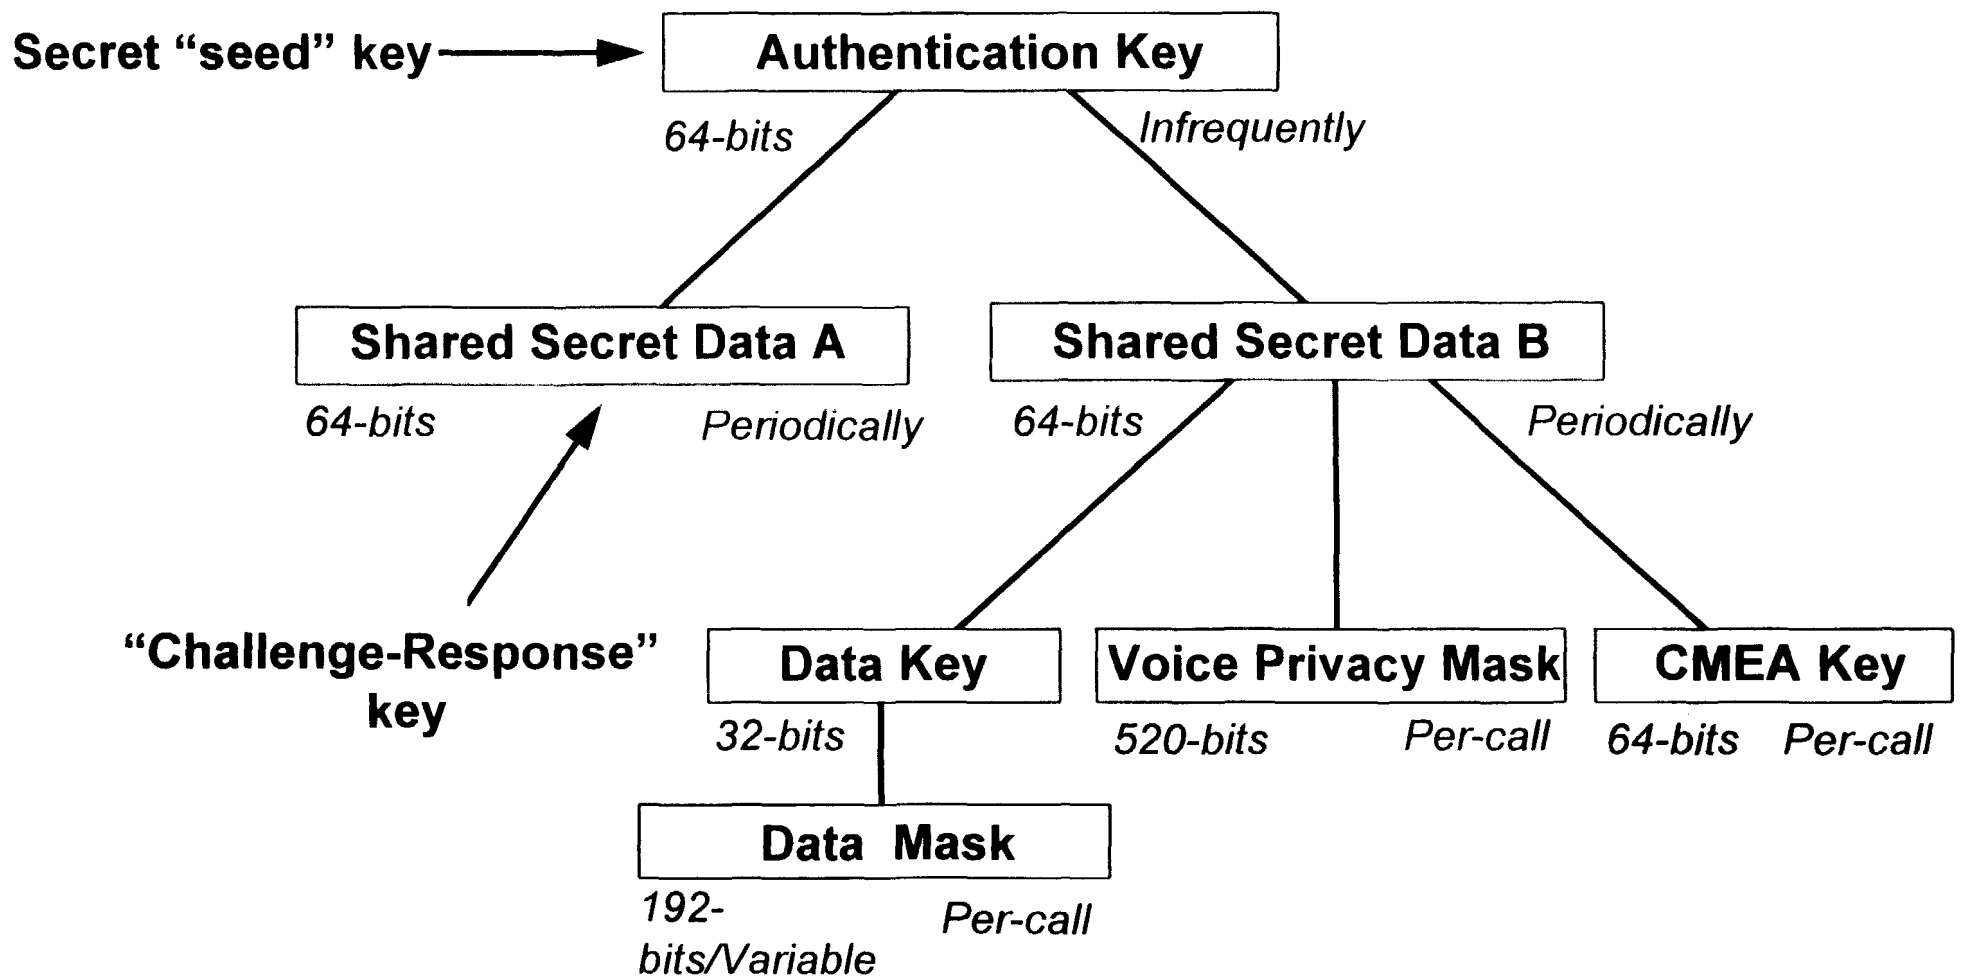 Secret “seed” key
Authentication Key
64-bits
Infrequently
Shared Secret Data A
Shared Secret Data B
64-bits
Periodically
64-bits
Periodically
“Challenge-Response”
key
Data Key
Voice Privacy Mask
CMEA Key
32-bits
520-bits
Per-call
64-bits
Per-call
Data Mask
192-
bits/Variable
Per-call